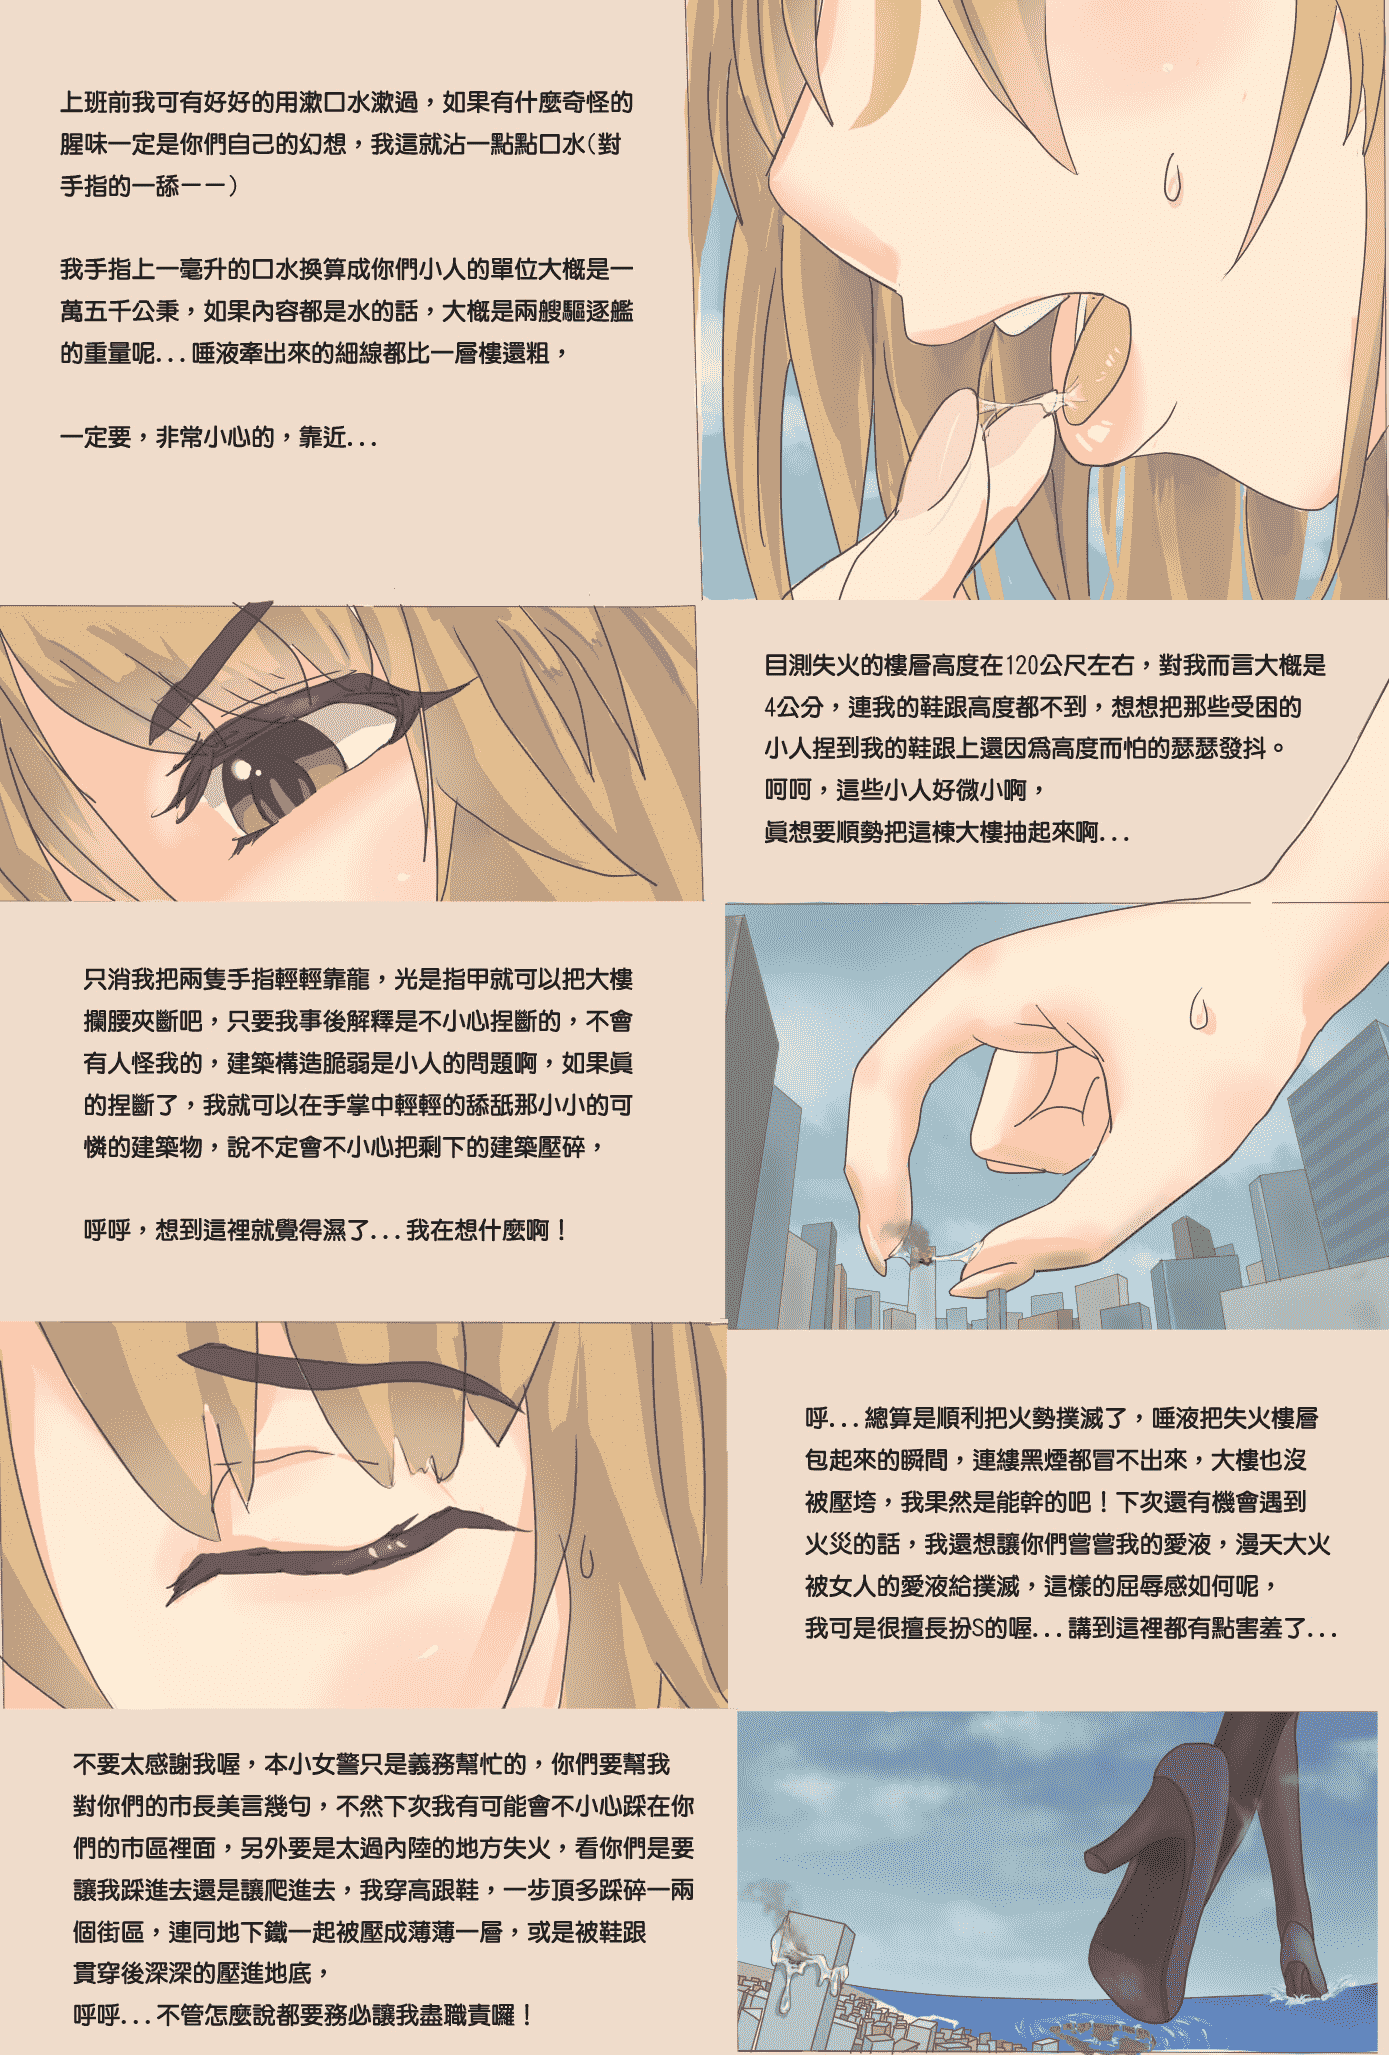 上班前我可有好好的用漱口水漱過，如果有什麼奇怪的
腥味一定是你們自己的幻想，我這就沾一點點口水(對
手指的一舔－－)
我手指上一毫升的口水換算成你們小人的單位大概是一
萬五千公秉，如果內容都是水的話，大概是兩艘驅逐艦
的重量呢...唾液牽出來的細線都比一層樓還粗，
一定要，非常小心的，靠近...
目測失火的樓層高度在120公尺左右，對我而言大概是
4公分，連我的鞋跟高度都不到，想想把那些受困的
小人捏到我的鞋跟上還因為高度而怕的瑟瑟發抖。
呵呵，這些小人好微小啊，
真想要順勢把這棟大樓抽起來啊...
只消我把兩隻手指輕輕靠龍，光是指甲就可以把大樓
攔腰夾斷吧，只要我事後解釋是不小心捏斷的，不會
有人怪我的，建築構造脆弱是小人的問題啊，如果真
的捏斷了，我就可以在手掌中輕輕的舔舐那小小的可
憐的建築物，說不定會不小心把剩下的建築壓碎，
呼呼，想到這裡就覺得濕了...我在想什麼啊！
呼...總算是順利把火勢撲滅了，唾液把失火樓層
包起來的瞬間，連縷黑煙都冒不出來，大樓也沒
被壓垮，我果然是能幹的吧！下次還有機會遇到
火災的話，我還想讓你們嘗嘗我的愛液，漫天大火
被女人的愛液給撲滅，這樣的屈辱感如何呢，
我可是很擅長扮S的喔...講到這裡都有點害羞了...
不要太感謝我喔，本小女警只是義務幫忙的，你們要幫我
對你們的市長美言幾句，不然下次我有可能會不小心踩在你
們的市區裡面，另外要是太過內陸的地方失火，看你們是要
讓我踩進去還是讓爬進去，我穿高跟鞋，一步頂多踩碎一兩
個街區，連同地下鐵一起被壓成薄薄一層，或是被鞋跟
貫穿後深深的壓進地底，
呼呼...不管怎麼說都要務必讓我盡職責囉！